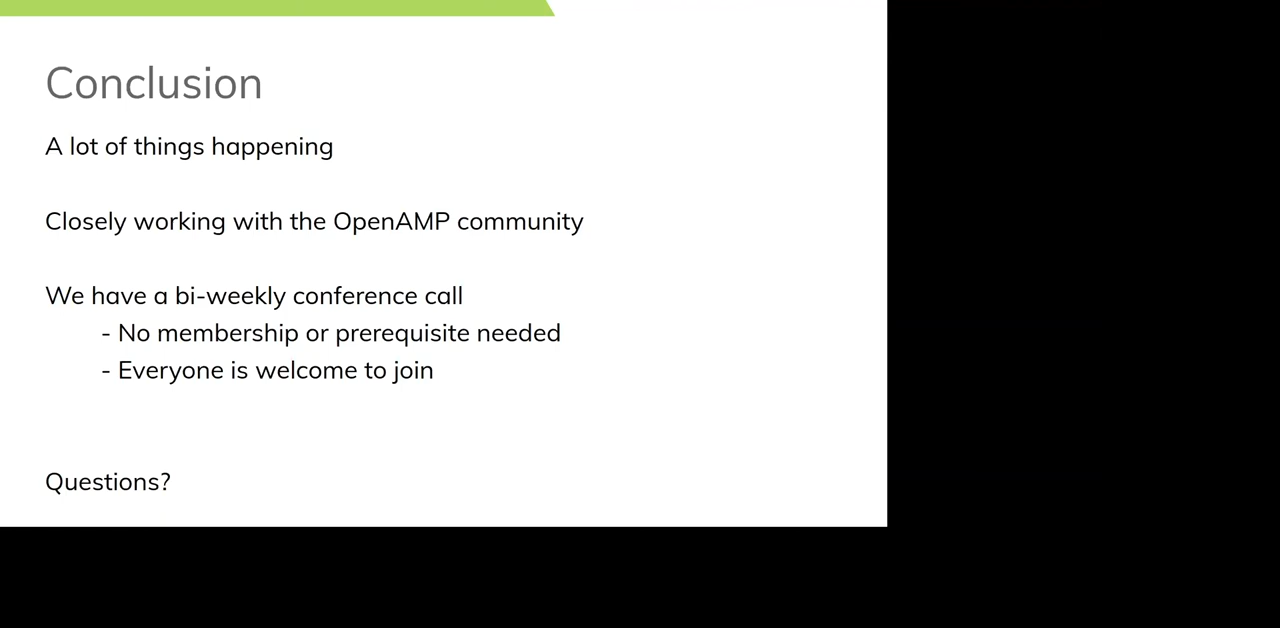 Conclusion
A lot of things happening
Closely working with the OpenAMP community
We have a bi-weekly conference call
- No membership or prerequisite needed
- Everyone is welcome to join
Questions?